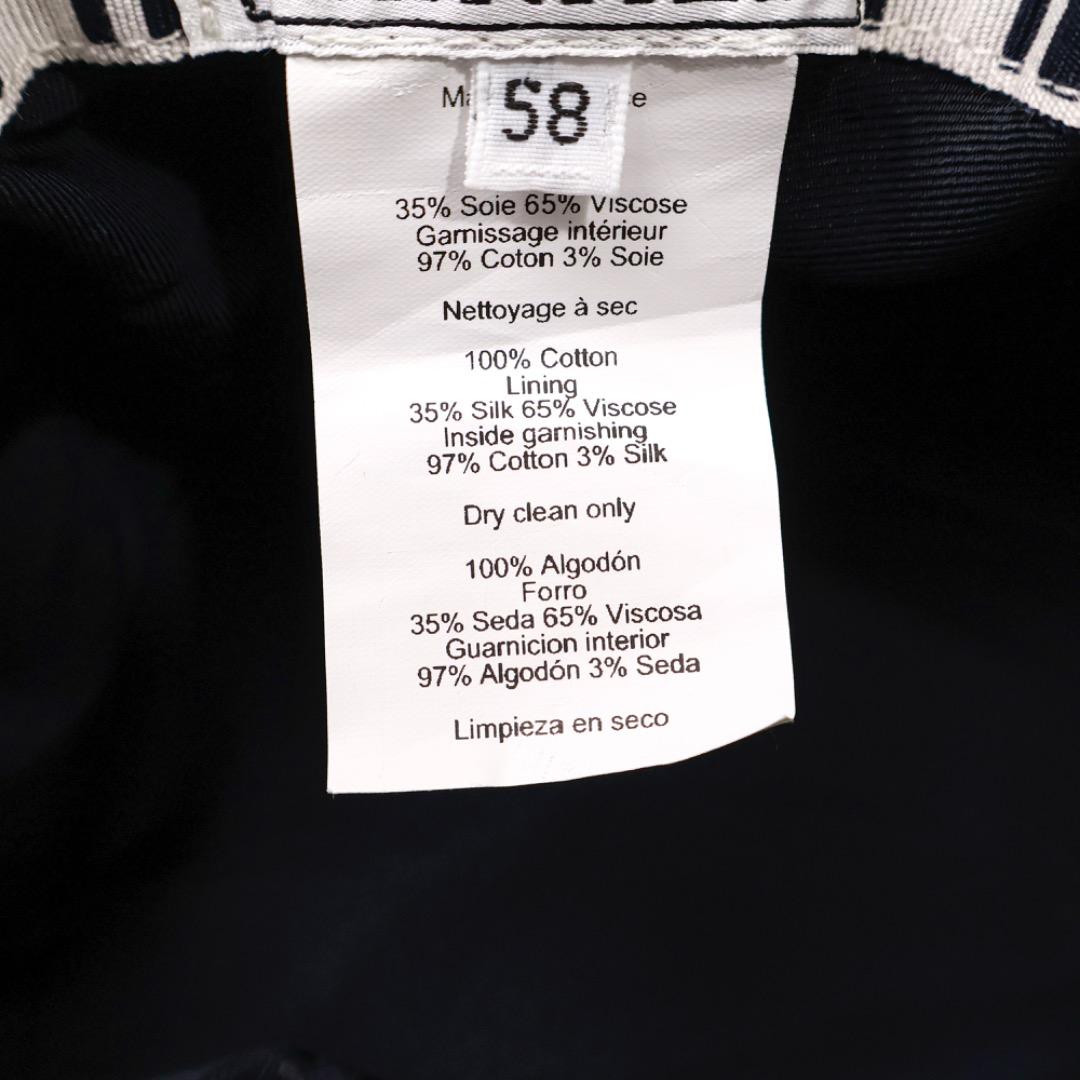 58
35% Soie 65% Viscose
Garnissage intérieur
97% Coton 3% Soie
Nettoyage à sec
100% Cotton
Lining
35% Silk 65% Viscose
Inside garnishing
97% Cotton 3% Silk
Dry clean only
100% Algodón
Forro
35% Seda 65% Viscosa
Guarnicion interior
97% Algodón 3% Seda
Limpieza en seco